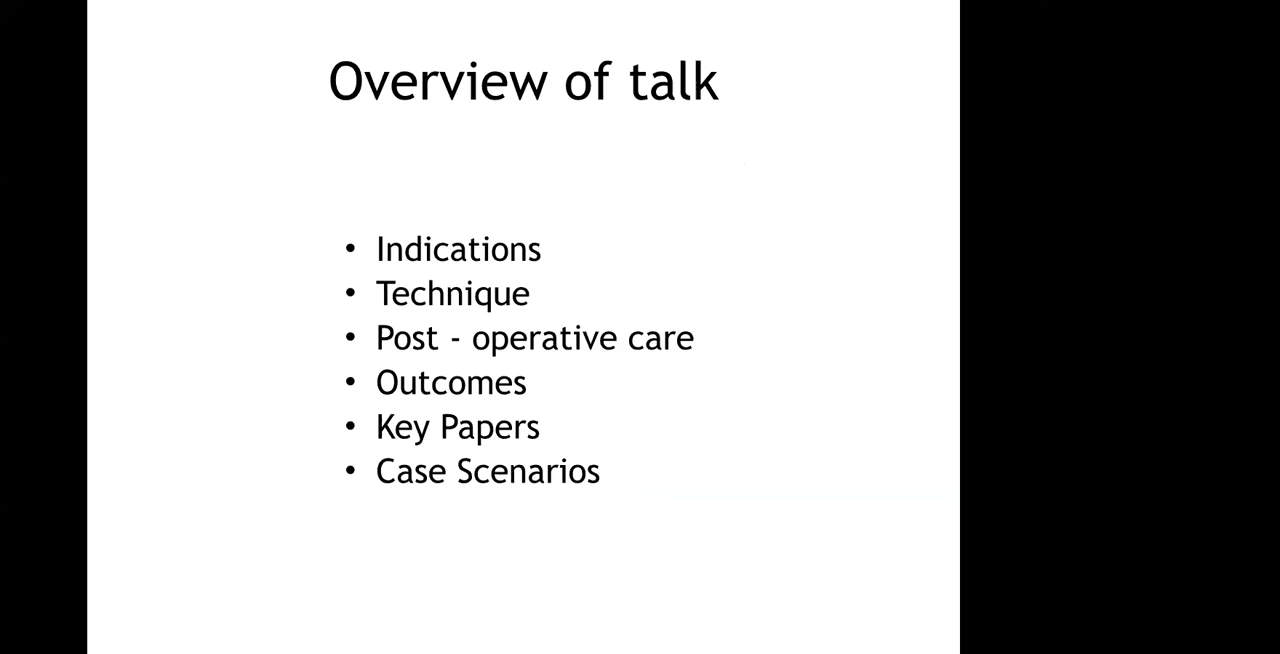 Overview of talk
• Indications
• Technique
• Post - operative care
• Outcomes
• Key Papers
• Case Scenarios